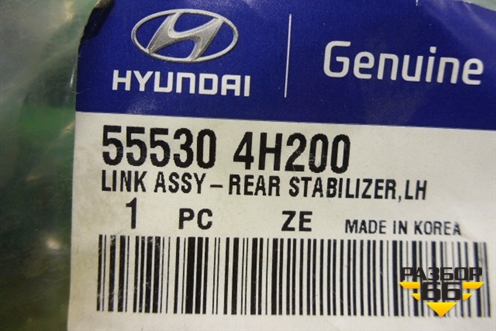 HYUNDAI
Genuine
55530 4H200
LINK ASSY-REAR STABILIZER,LH
1 PC ZE MADE IN KOREA
РАЗБОР
66